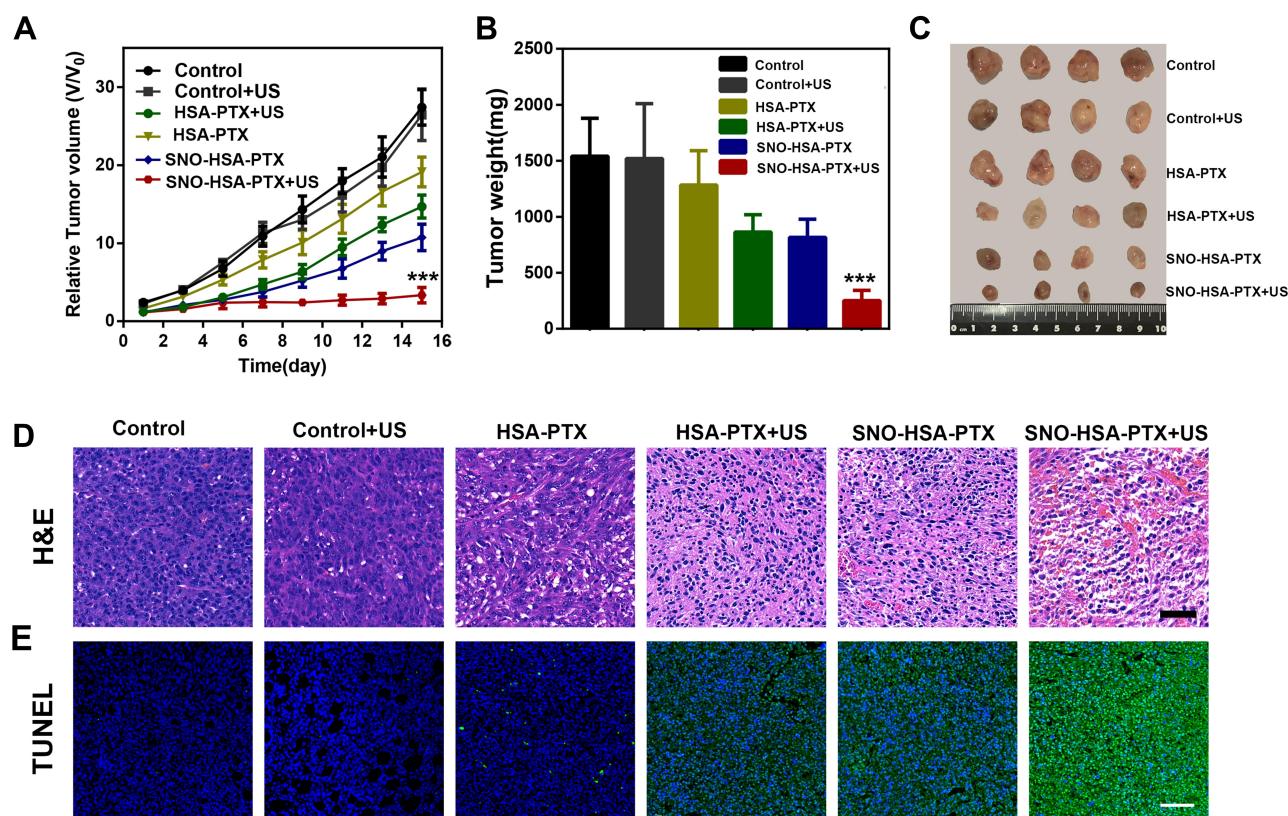 A
Relative Tumor volume (V/V₀)
30
20
10
0
0 2 4 6 8 10 12 14 16
Time(day)
Control
Control+US
HSA-PTX+US
HSA-PTX
SNO-HSA-PTX
SNO-HSA-PTX+US
***
B
Tumor weight(mg)
2500
2000
1500
1000
500
0
Control
Control+US
HSA-PTX
HSA-PTX+US
SNO-HSA-PTX
SNO-HSA-PTX+US
***
C
Control
Control+US
HSA-PTX
HSA-PTX+US
SNO-HSA-PTX
SNO-HSA-PTX+US
0 cm 1 2 3 4 5 6 7 8 9 10
D
Control Control+US HSA-PTX HSA-PTX+US SNO-HSA-PTX SNO-HSA-PTX+US
H&E
E
TUNEL